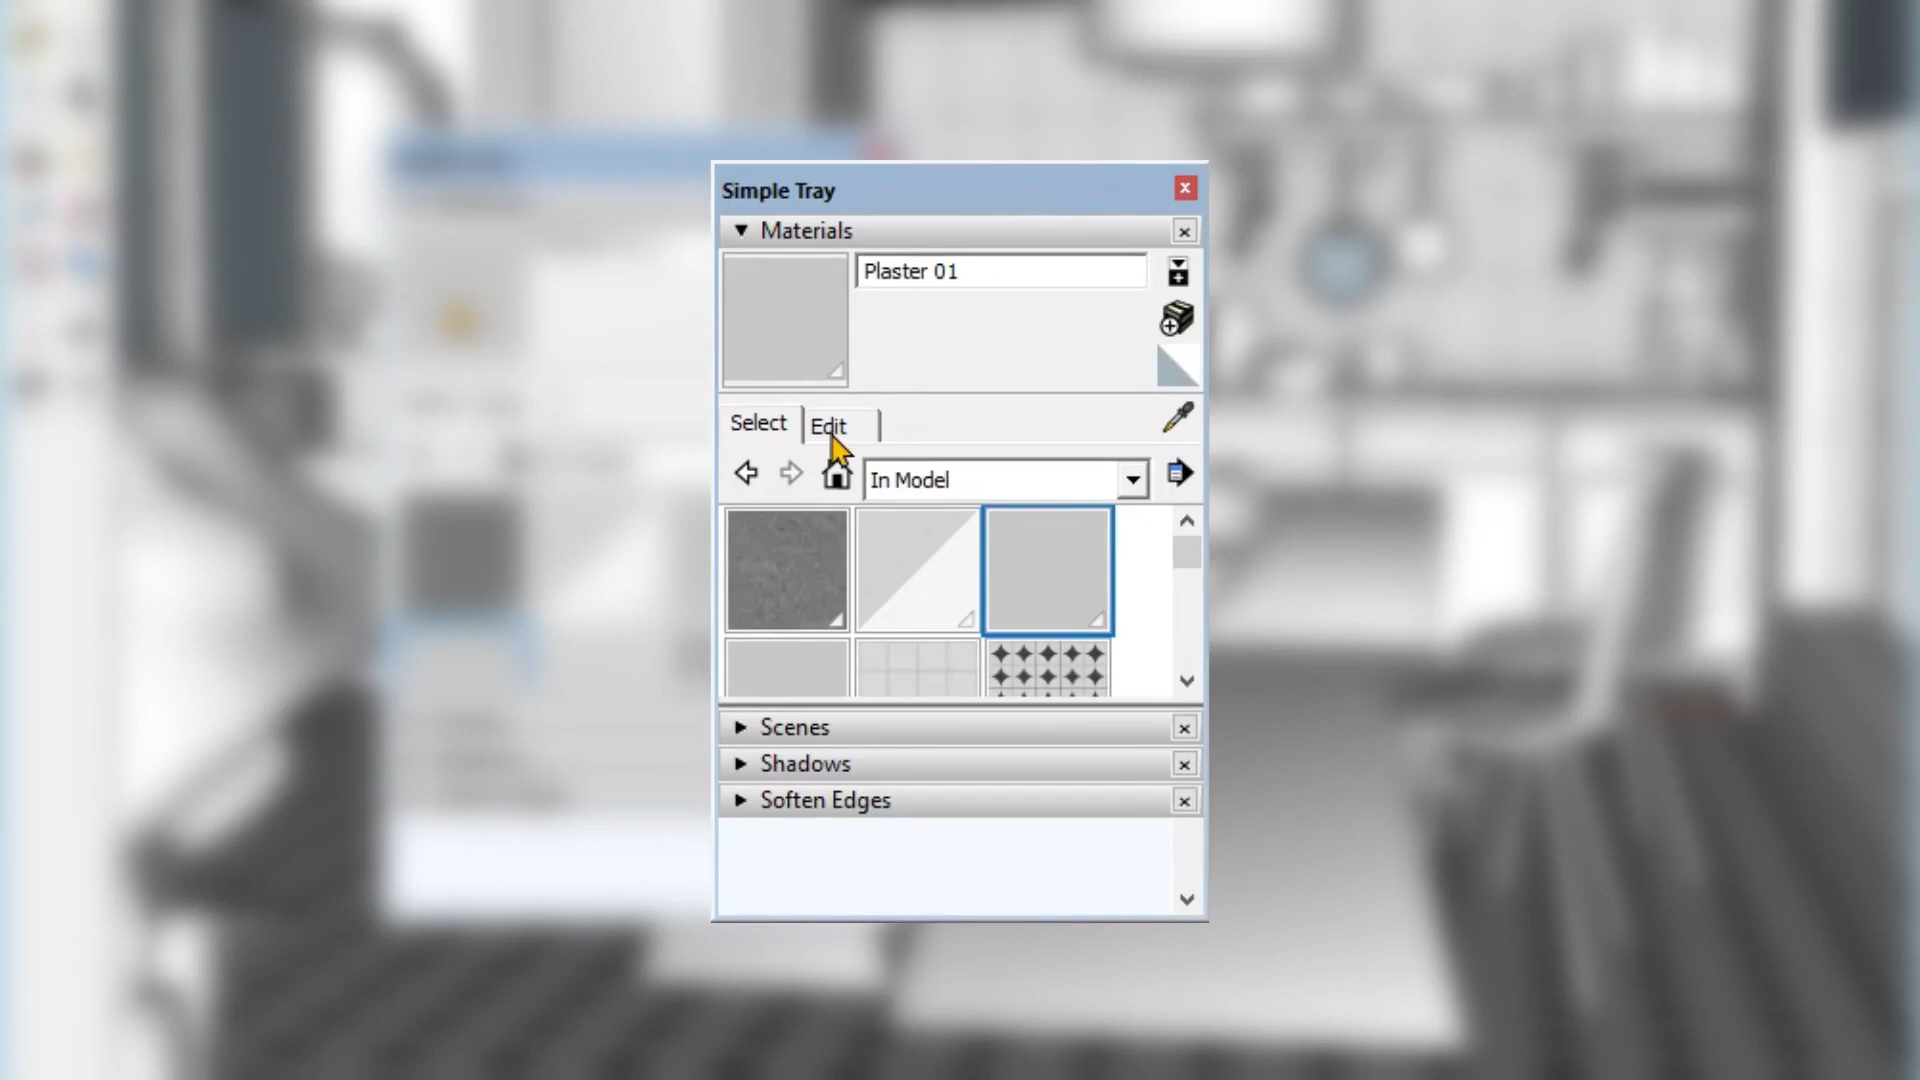 Simple Tray
Materials
Plaster 01
Select
Edit
In Model
Scenes
Shadows
Soften Edges